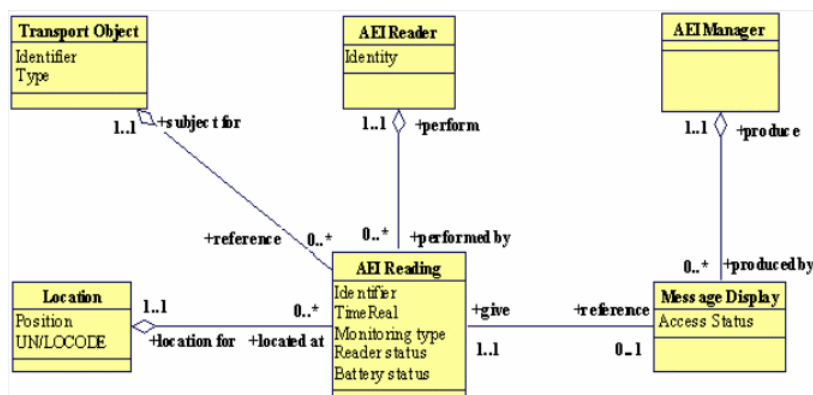 Transport Object
Identifier
Type
AEI Reader
Identity
AEI Manager
1..1
+subject for
1..1
+perform
1..1
+produce
+reference
0..*
0..*
+performed by
0..*
+produced by
Location
Position
UN/LOCODE
1..1
+location for
0..*
+located at
AEI Reading
Identifier
TimeReal
Monitoring type
Reader status
Battery status
+give
1..1
+reference
0..1
Message Display
Access Status